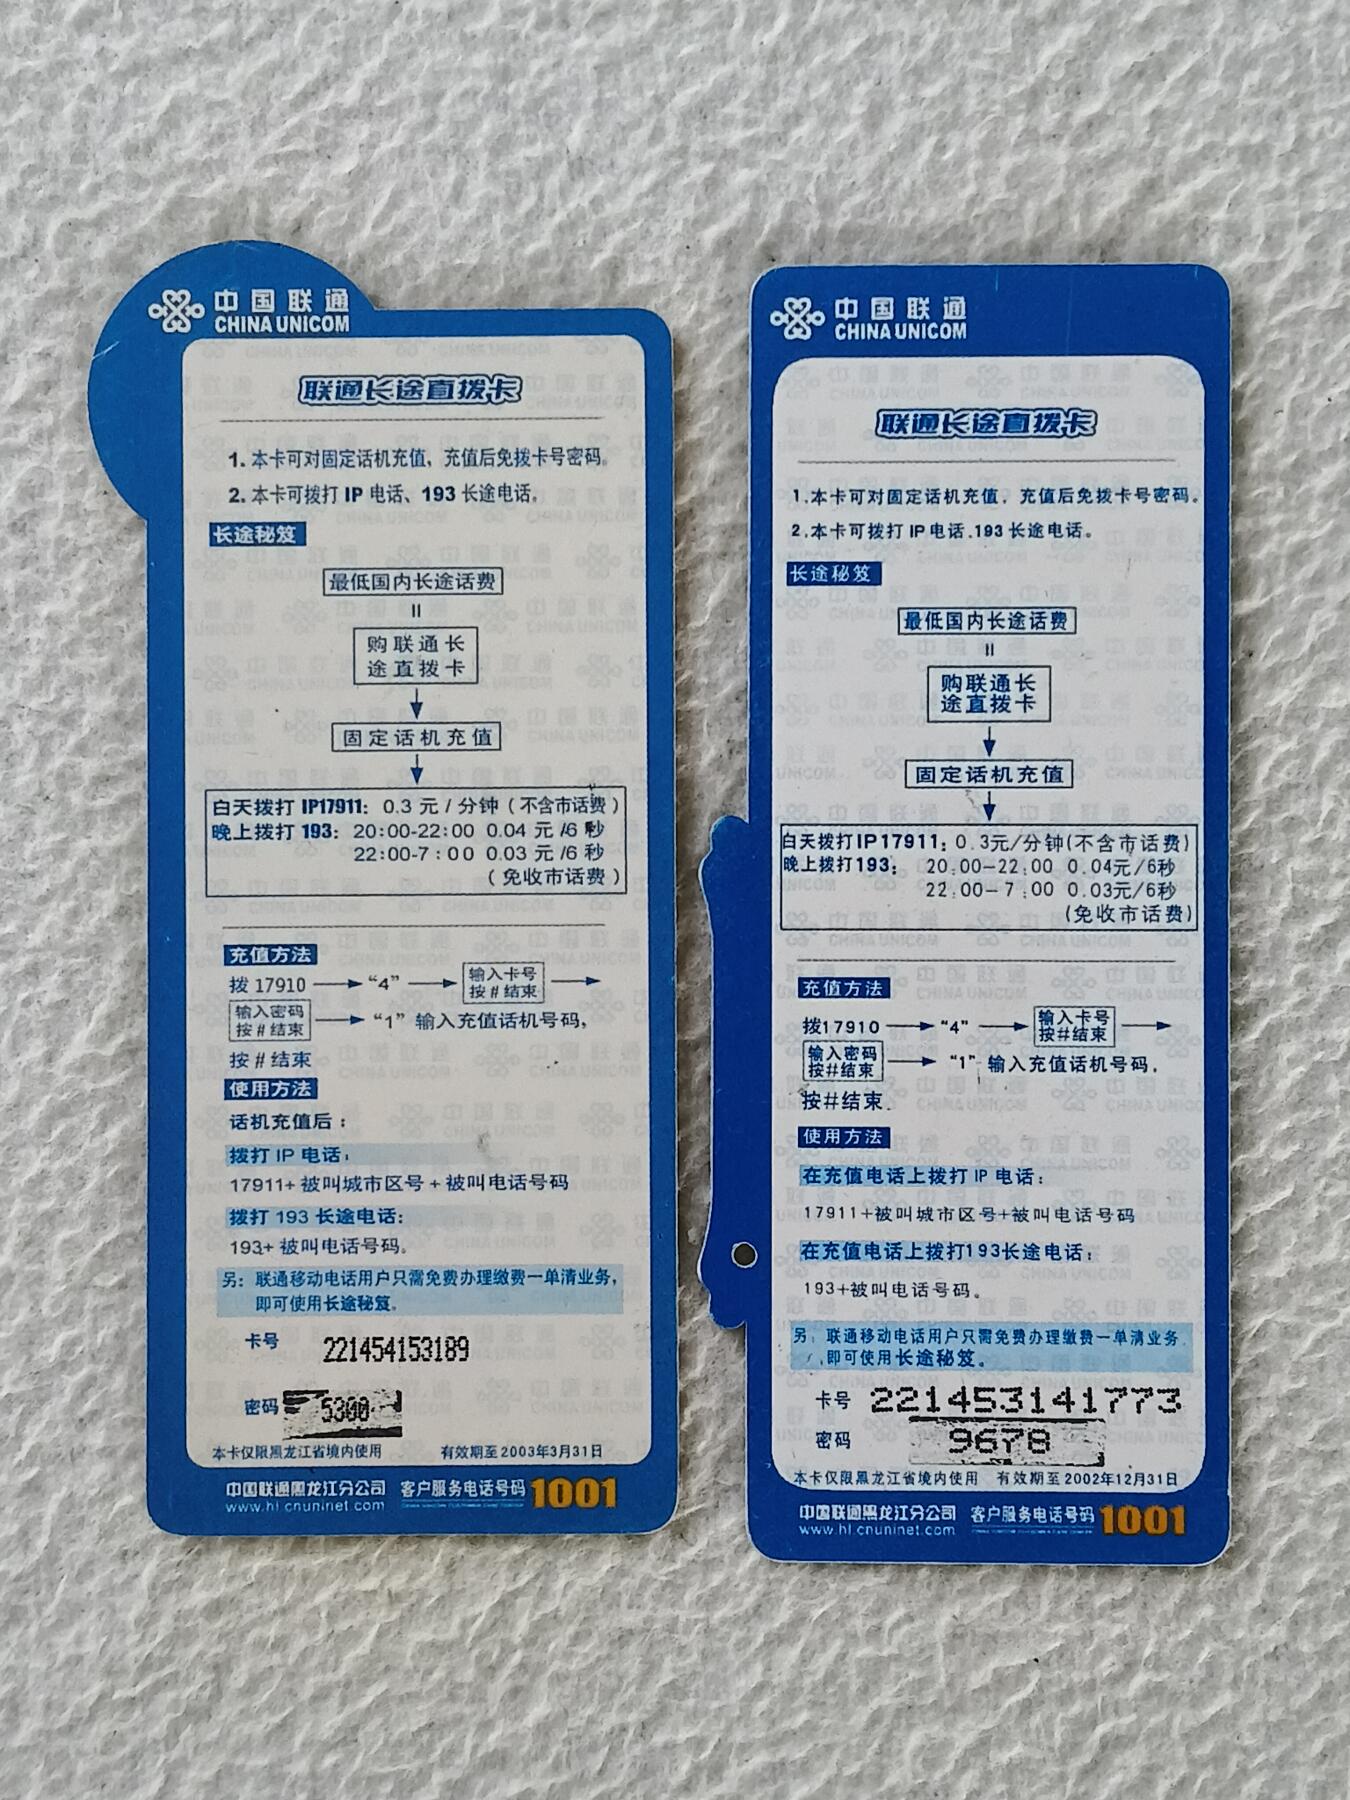 中国联通
CHINA UNICOM
联通长途直拨卡
1. 本卡可对固定话机充值，充值后免拨卡号密码。
2. 本卡可拨打 IP 电话、193 长途电话。
长途秘笈
最低国内长途话费
=
购联通长
途直拨卡
固定话机充值
白天拨打 IP17911： 0.3 元 / 分钟（不含市话费）
晚上拨打 193： 20:00-22:00 0.04 元 /6 秒
22:00-7：00 0.03 元 /6 秒
（免收市话费）
充值方法
拨 17910 → “4” → 输入卡号 →
按 # 结束
输入密码 → “1” 输入充值话机号码，
按 # 结束
按 # 结束
使用方法
话机充值后：
拨打 IP 电话：
17911+ 被叫城市区号 + 被叫电话号码
拨打 193 长途电话：
193+ 被叫电话号码。
另：联通移动电话用户只需免费办理缴费一单清业务，
即可使用长途秘笈。
卡号 221454153189
密码 5300
本卡仅限黑龙江省境内使用 有效期至 2003年3月31日
中国联通黑龙江分公司 客户服务电话号码 1001
www.hl.cnuninet.com
中国联通
CHINA UNICOM
联通长途直拨卡
1.本卡可对固定话机充值，充值后免拨卡号密码。
2.本卡可拨打 IP 电话.193 长途电话。
长途秘笈
最低国内长途话费
=
购联通长
途直拨卡
固定话机充值
白天拨打IP17911： 0.3元/分钟(不含市话费)
晚上拨打193： 20:00-22:00 0.04元/6秒
22:00-7:00 0.03元/6秒
(免收市话费)
充值方法
拨17910 → “4” → 输入卡号 →
按#结束
输入密码 → “1” 输入充值话机号码，
按#结束
按#结束.
使用方法
在充值电话上拨打 IP 电话：
17911+被叫城市区号+被叫电话号码
在充值电话上拨打193长途电话：
193+被叫电话号码。
另：联通移动电话用户只需免费办理缴费一单清业务，
即可使用长途秘笈。
卡号 221453141773
密码 9678
本卡仅限黑龙江省境内使用 有效期至 2002年12月31日
中国联通黑龙江分公司 客户服务电话号码 1001
www.hl.cnuninet.com